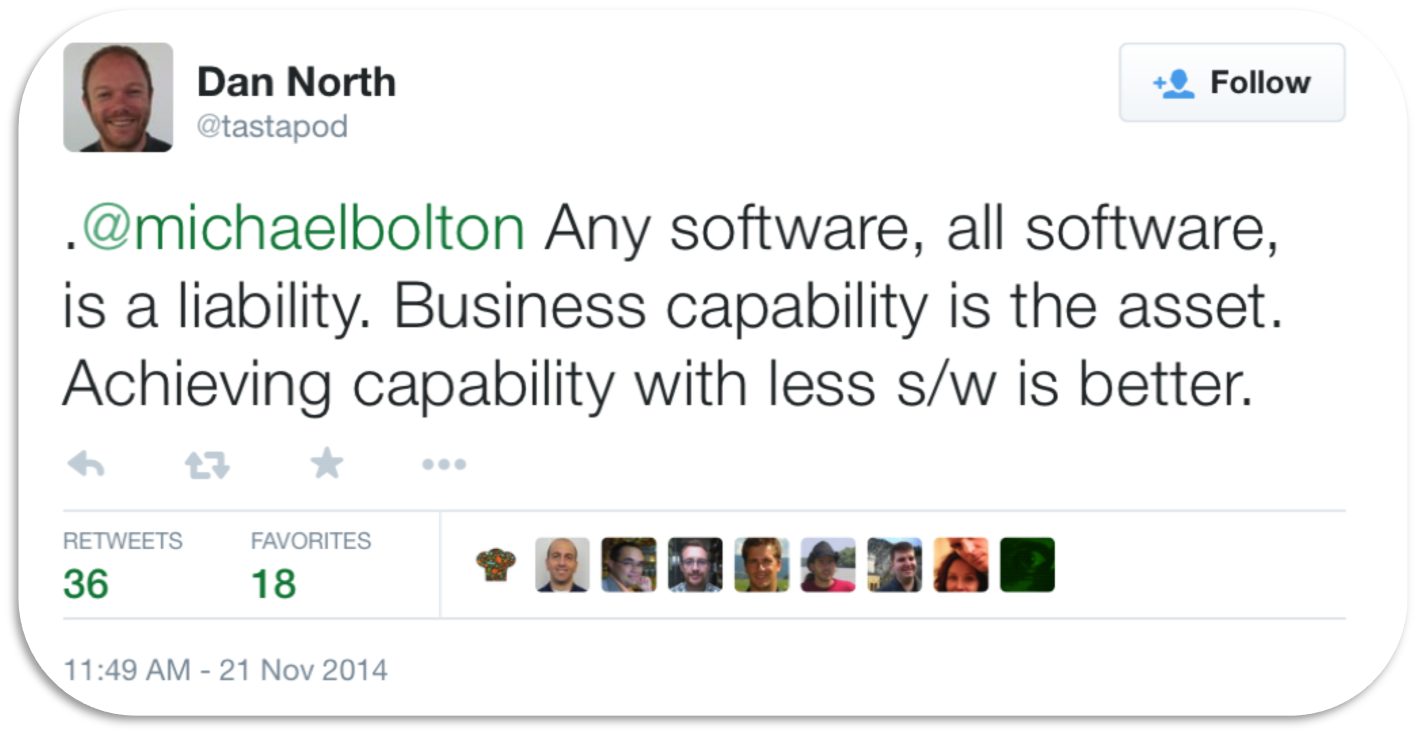 Dan North
@tastapod
Follow
.@michaelbolton Any software, all software,
is a liability. Business capability is the asset.
Achieving capability with less s/w is better.
RETWEETS
FAVORITES
36
18
11:49 AM - 21 Nov 2014